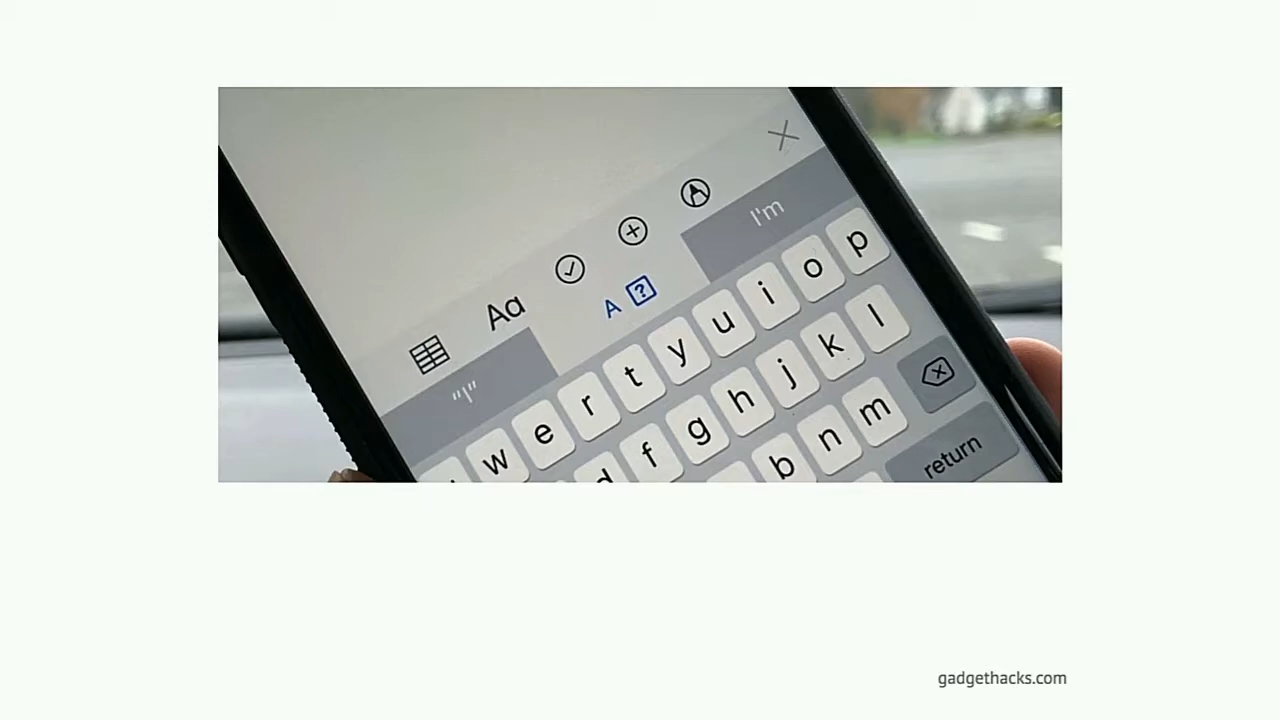 Aa
"I" A ? I'm
w e r t y u i o p
d f g h j k l
b n m
return
gadgethacks.com